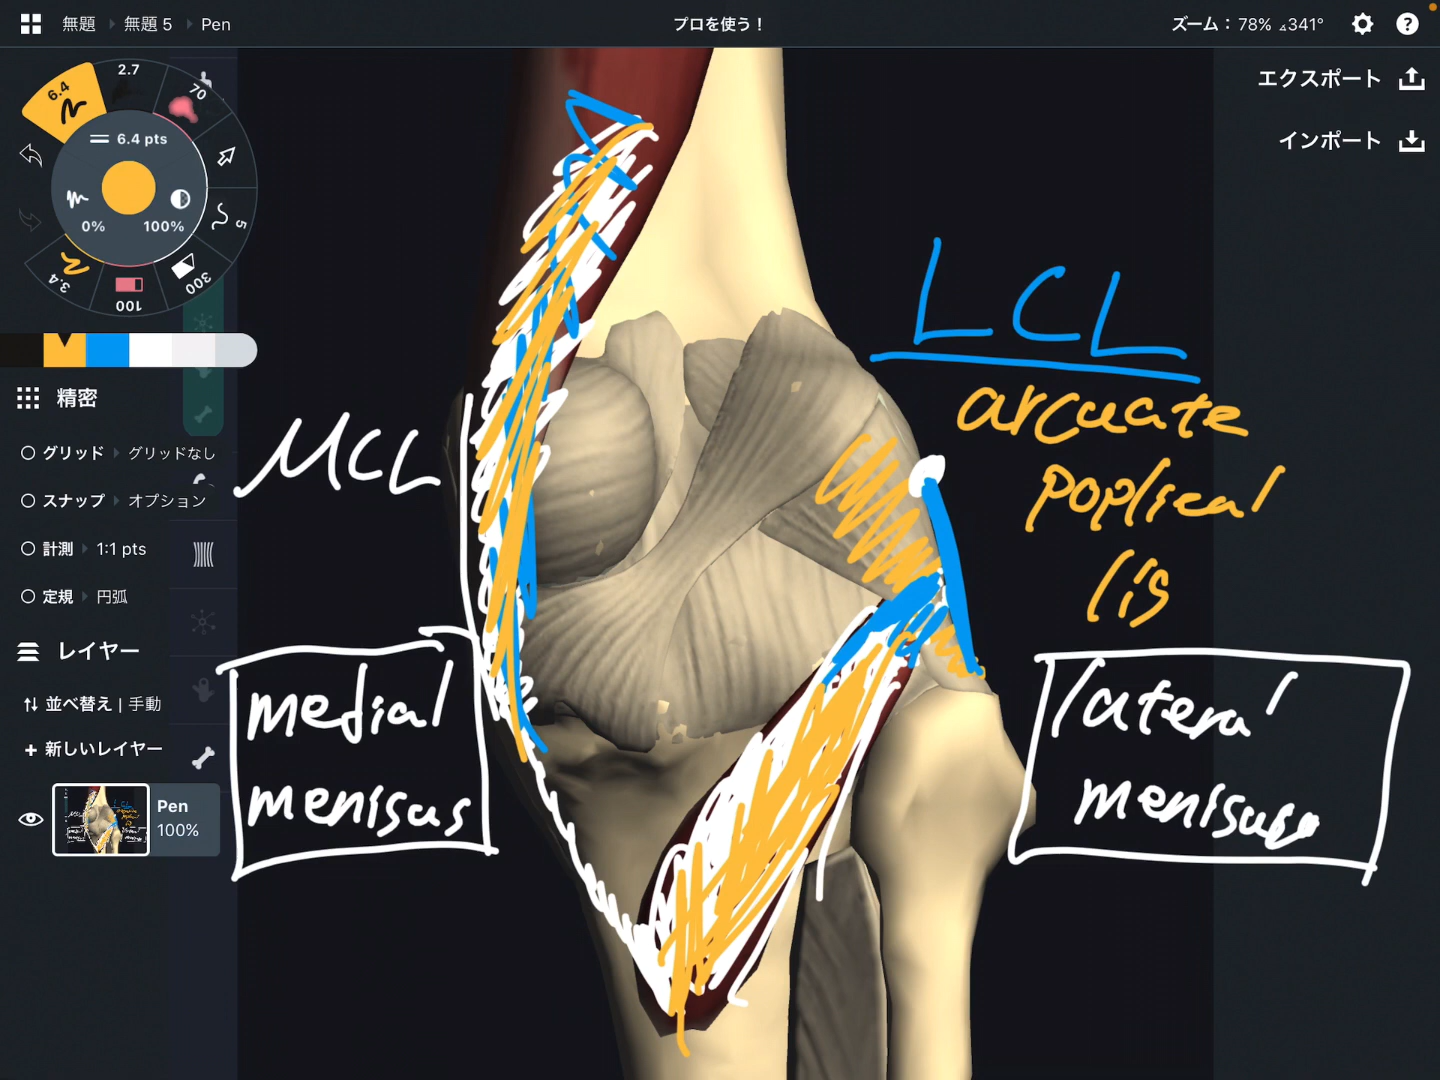 無題 無題 5 Pen
プロを使う！
ズーム： 78% ⊿341°
エクスポート
インポート
6.4
2.7
70
6.4 pts
0%
100%
5
300
100
3.4
精密
グリッド グリッドなし
スナップ オプション
計測 1:1 pts
定規 円弧
レイヤー
並べ替え | 手動
+ 新しいレイヤー
Pen
100%
MCL
LCL
arcuate
popliteal
lig
medial
meniscus
lateral
meniscus